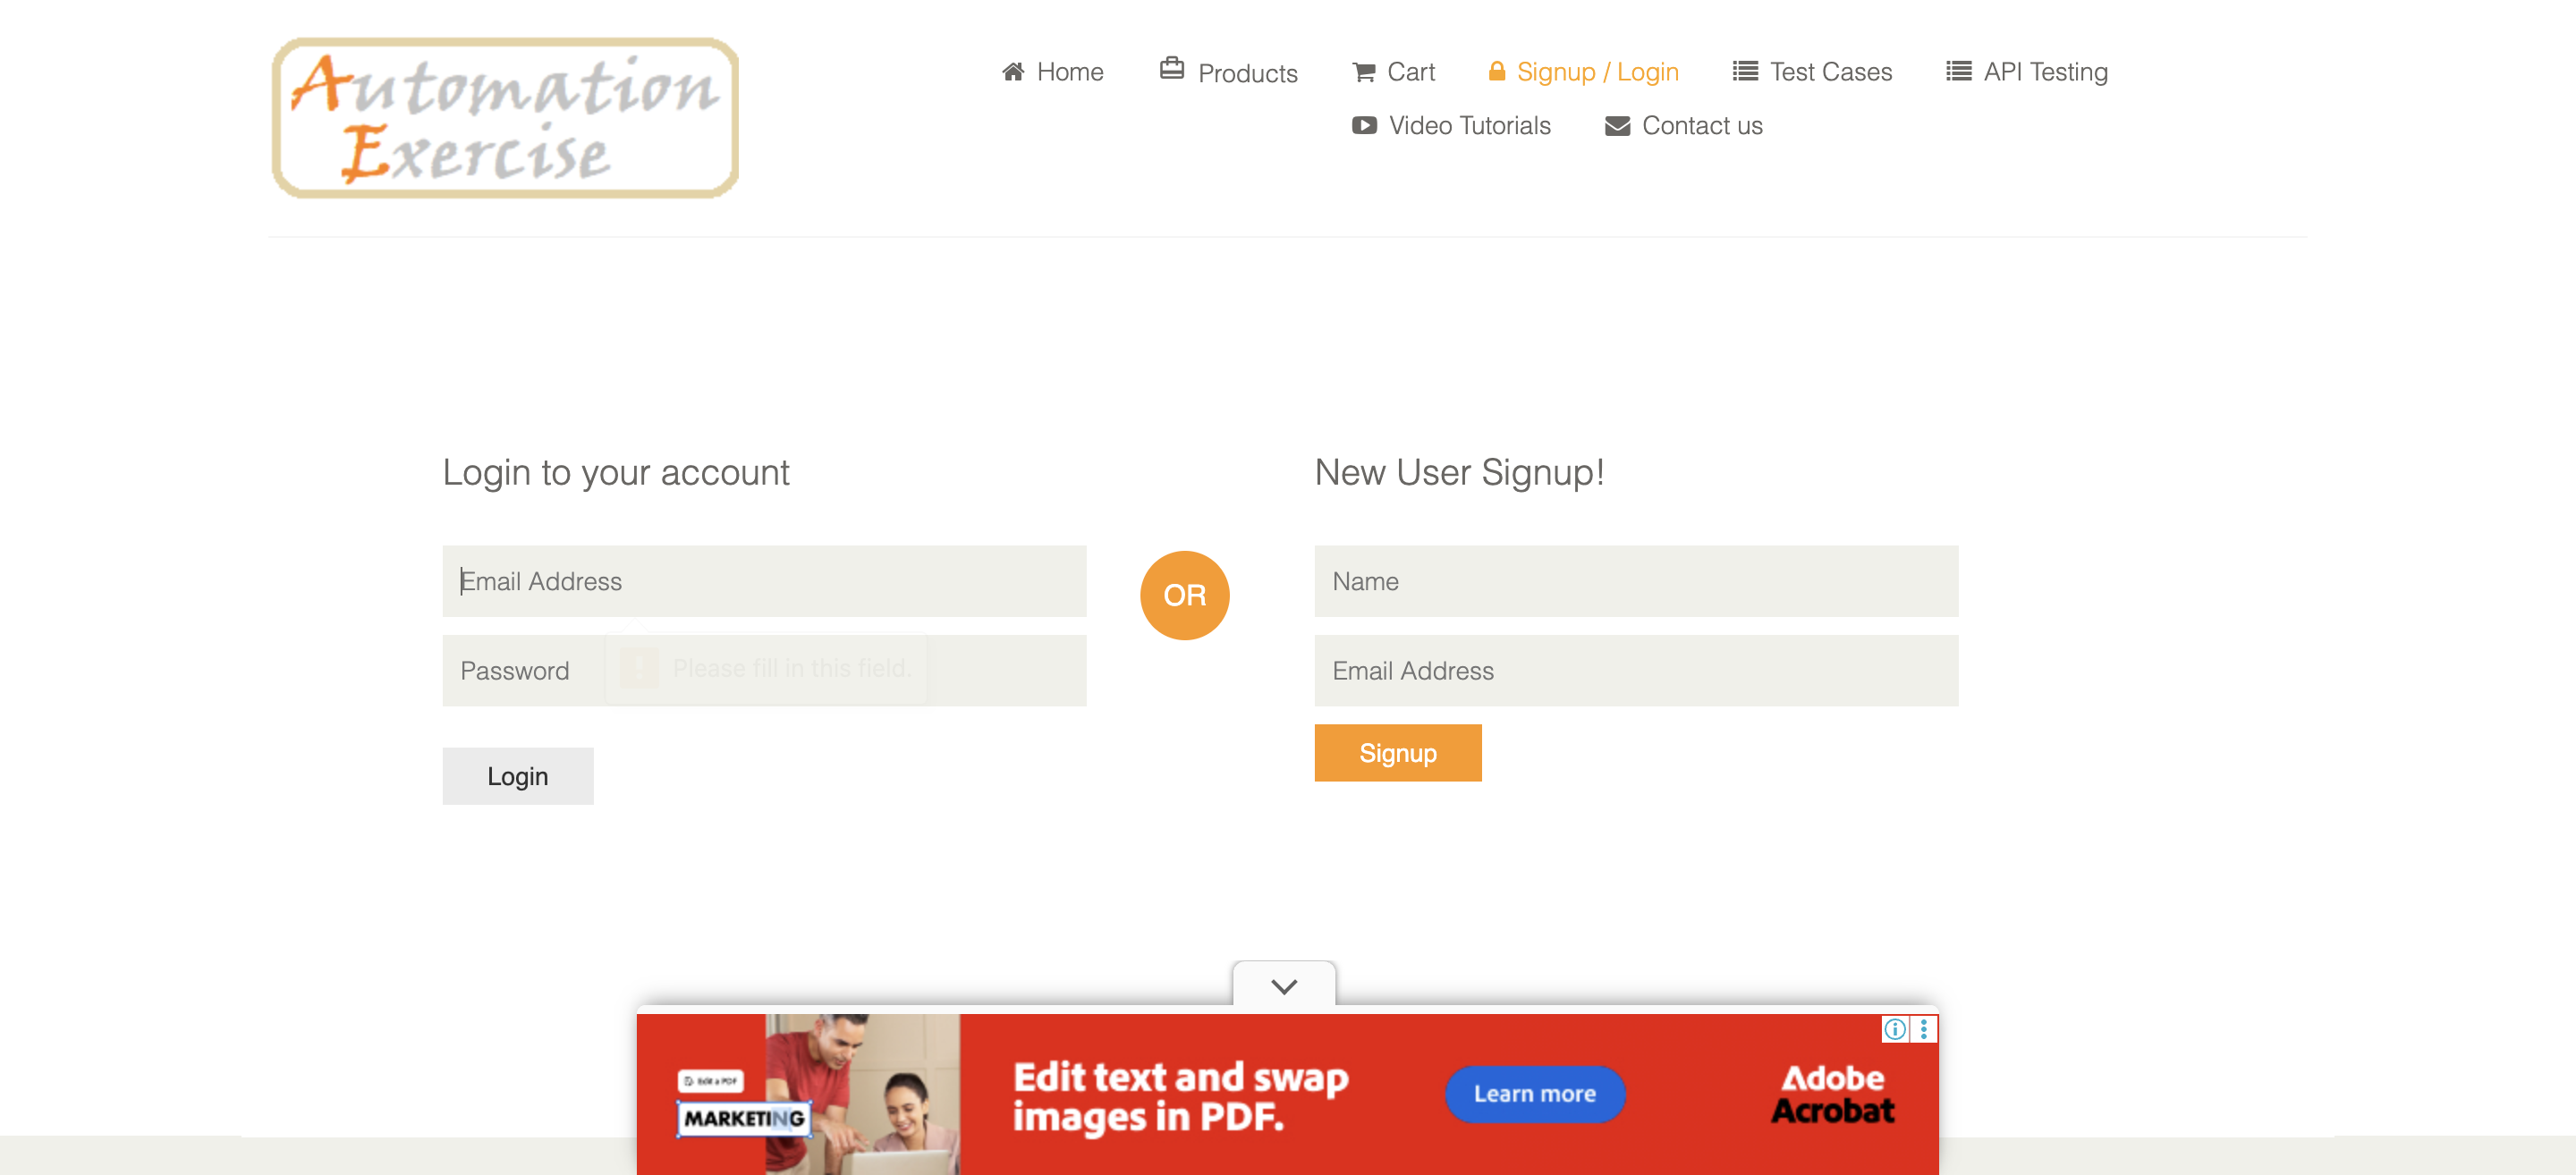 Automation
Exercise
Home
Products
Cart
Signup / Login
Test Cases
API Testing
Video Tutorials
Contact us
Login to your account
Email Address
Password
Please fill in this field.
Login
OR
New User Signup!
Name
Email Address
Signup
Edit a PDF
MARKETING
Edit text and swap
images in PDF.
Learn more
Adobe
Acrobat